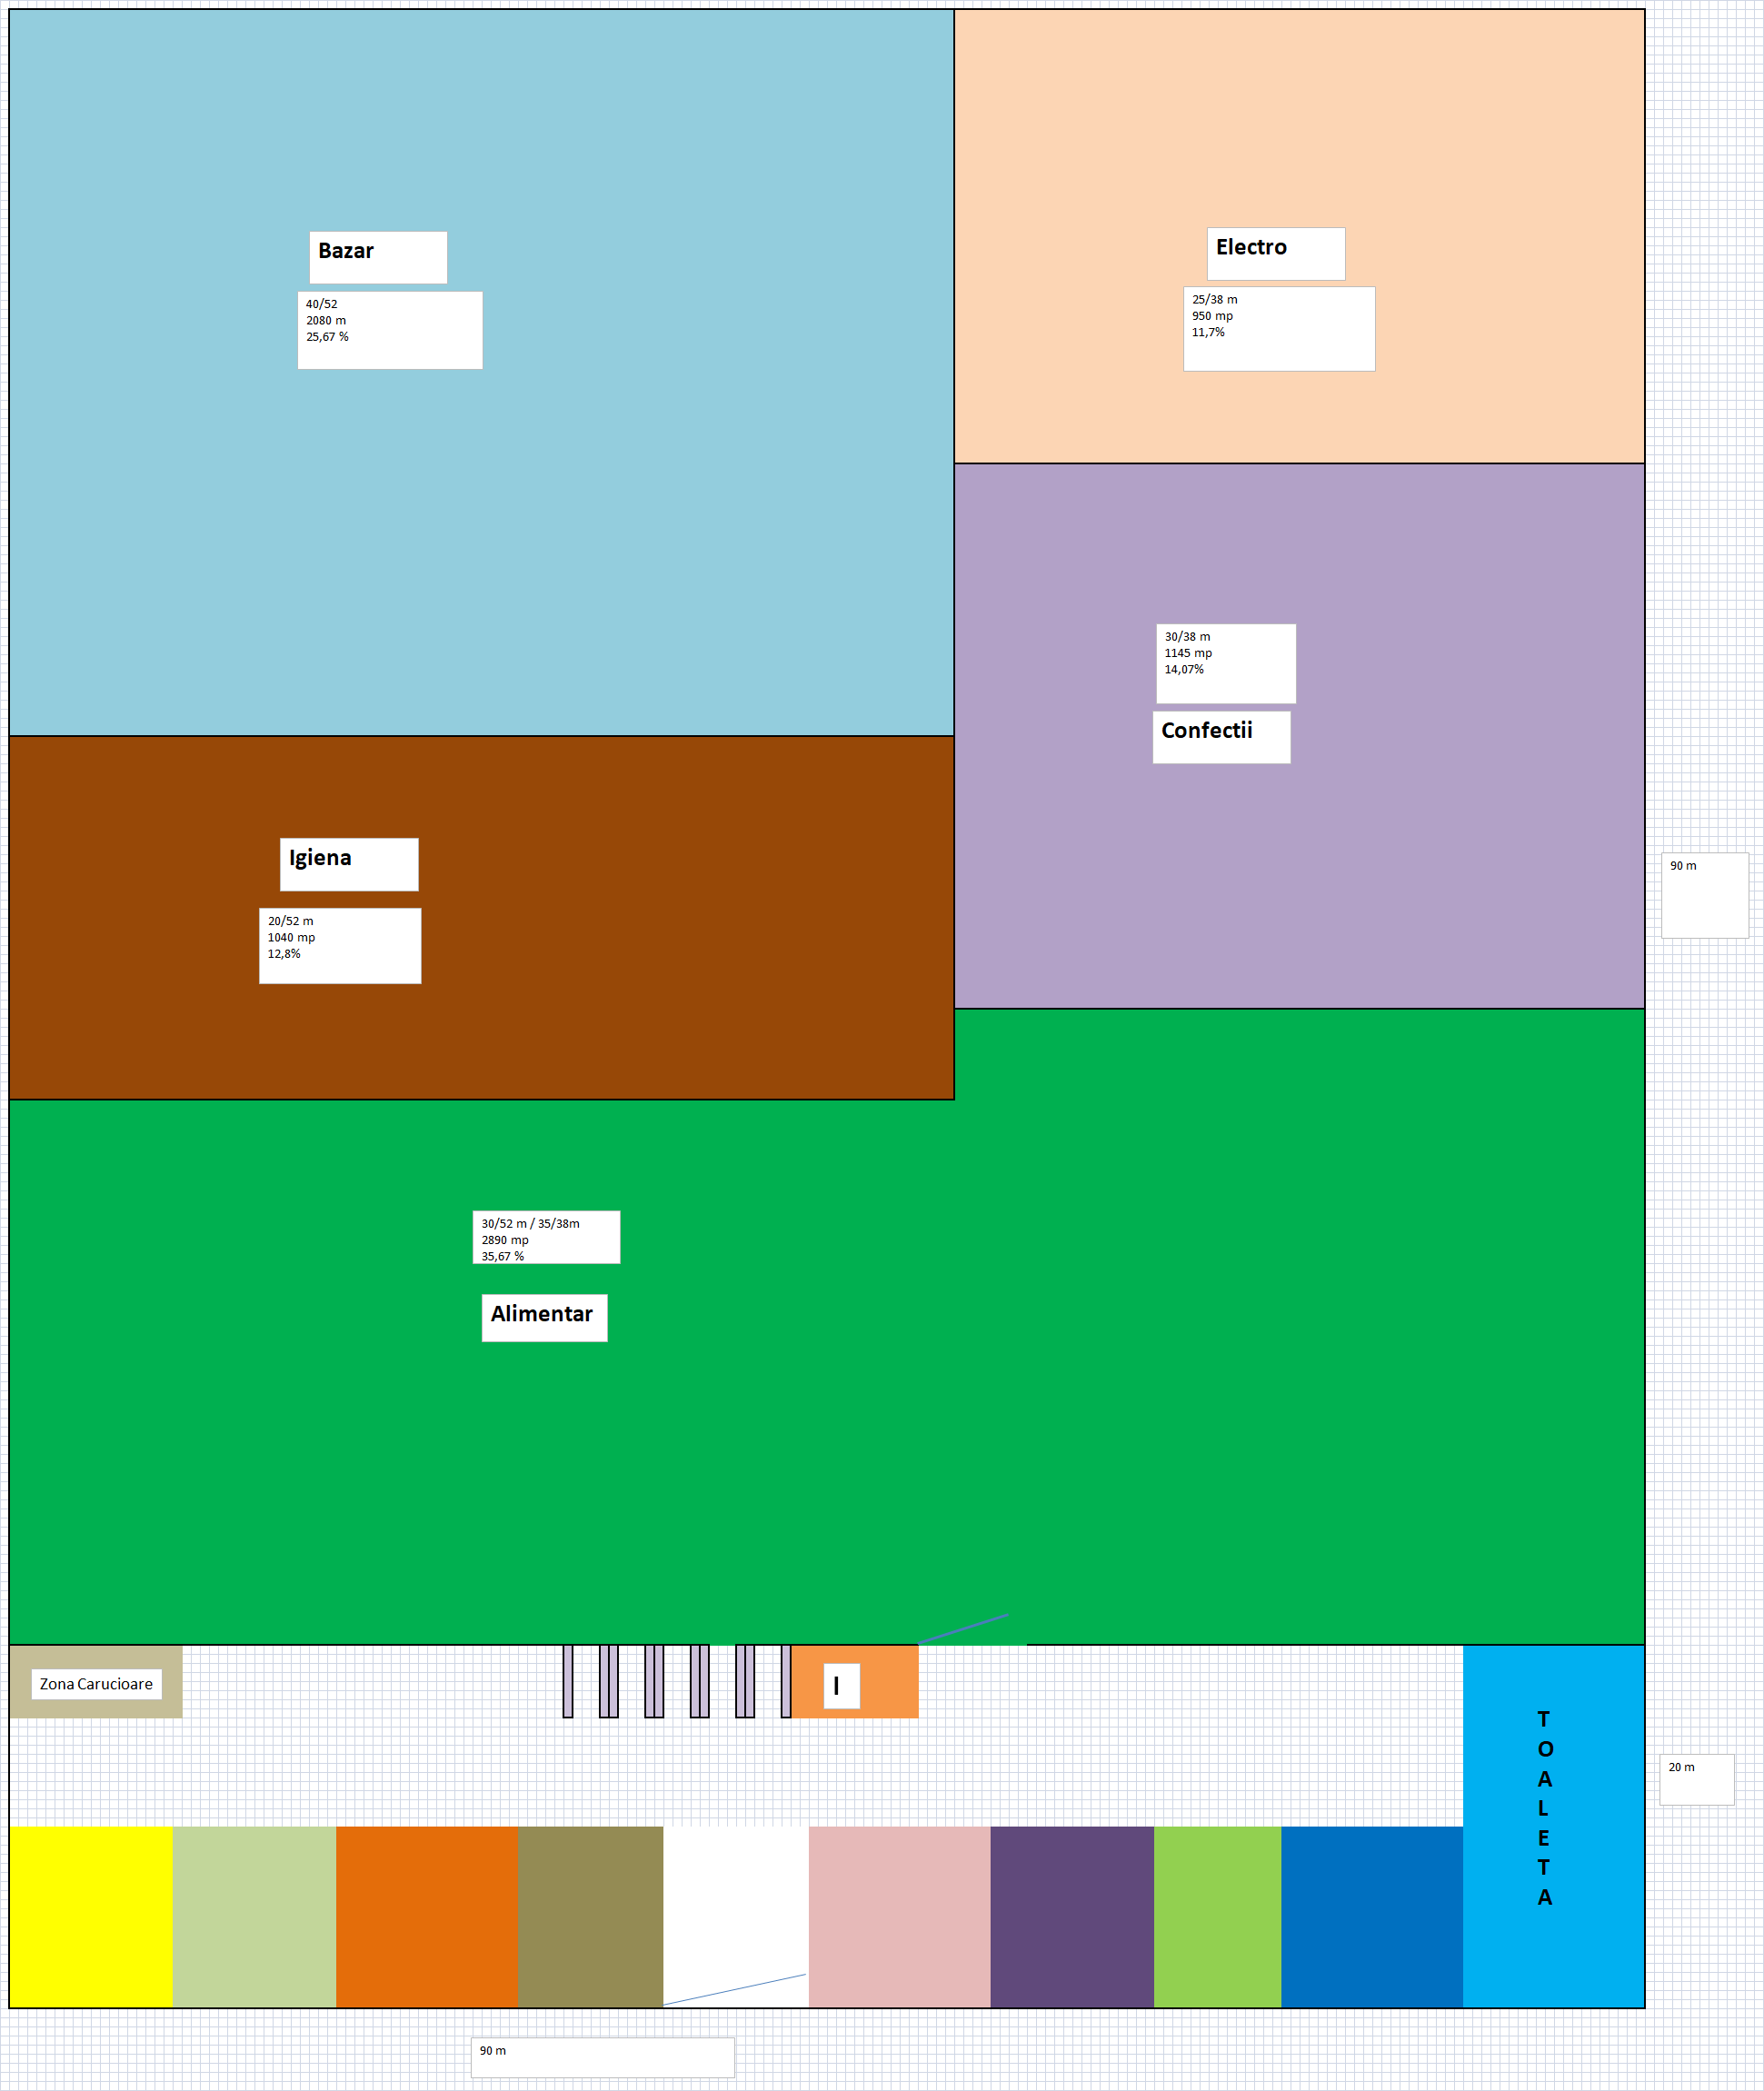 Bazar
40/52
2080 m
25,67 %
Electro
25/38 m
950 mp
11,7%
30/38 m
1145 mp
14,07%
Confectii
Igiena
20/52 m
1040 mp
12,8%
90 m
30/52 m / 35/38m
2890 mp
35,67 %
Alimentar
Zona Carucioare
I
T
O
A
L
E
T
A
20 m
90 m